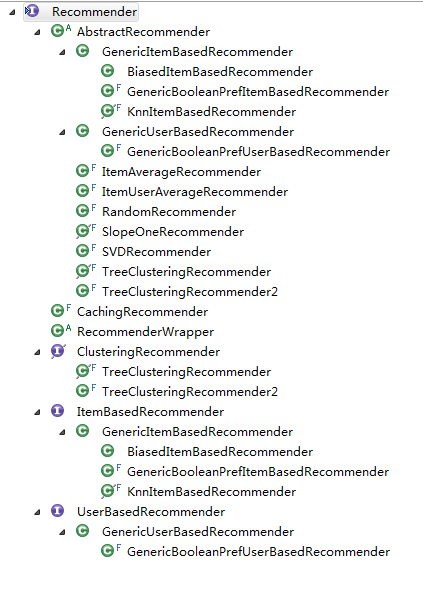 Recommender
AbstractRecommender
GenericItemBasedRecommender
BiasedItemBasedRecommender
GenericBooleanPrefItemBasedRecommender
KnnItemBasedRecommender
GenericUserBasedRecommender
GenericBooleanPrefUserBasedRecommender
ItemAverageRecommender
ItemUserAverageRecommender
RandomRecommender
SlopeOneRecommender
SVDRecommender
TreeClusteringRecommender
TreeClusteringRecommender2
CachingRecommender
RecommenderWrapper
ClusteringRecommender
TreeClusteringRecommender
TreeClusteringRecommender2
ItemBasedRecommender
GenericItemBasedRecommender
BiasedItemBasedRecommender
GenericBooleanPrefItemBasedRecommender
KnnItemBasedRecommender
UserBasedRecommender
GenericUserBasedRecommender
GenericBooleanPrefUserBasedRecommender